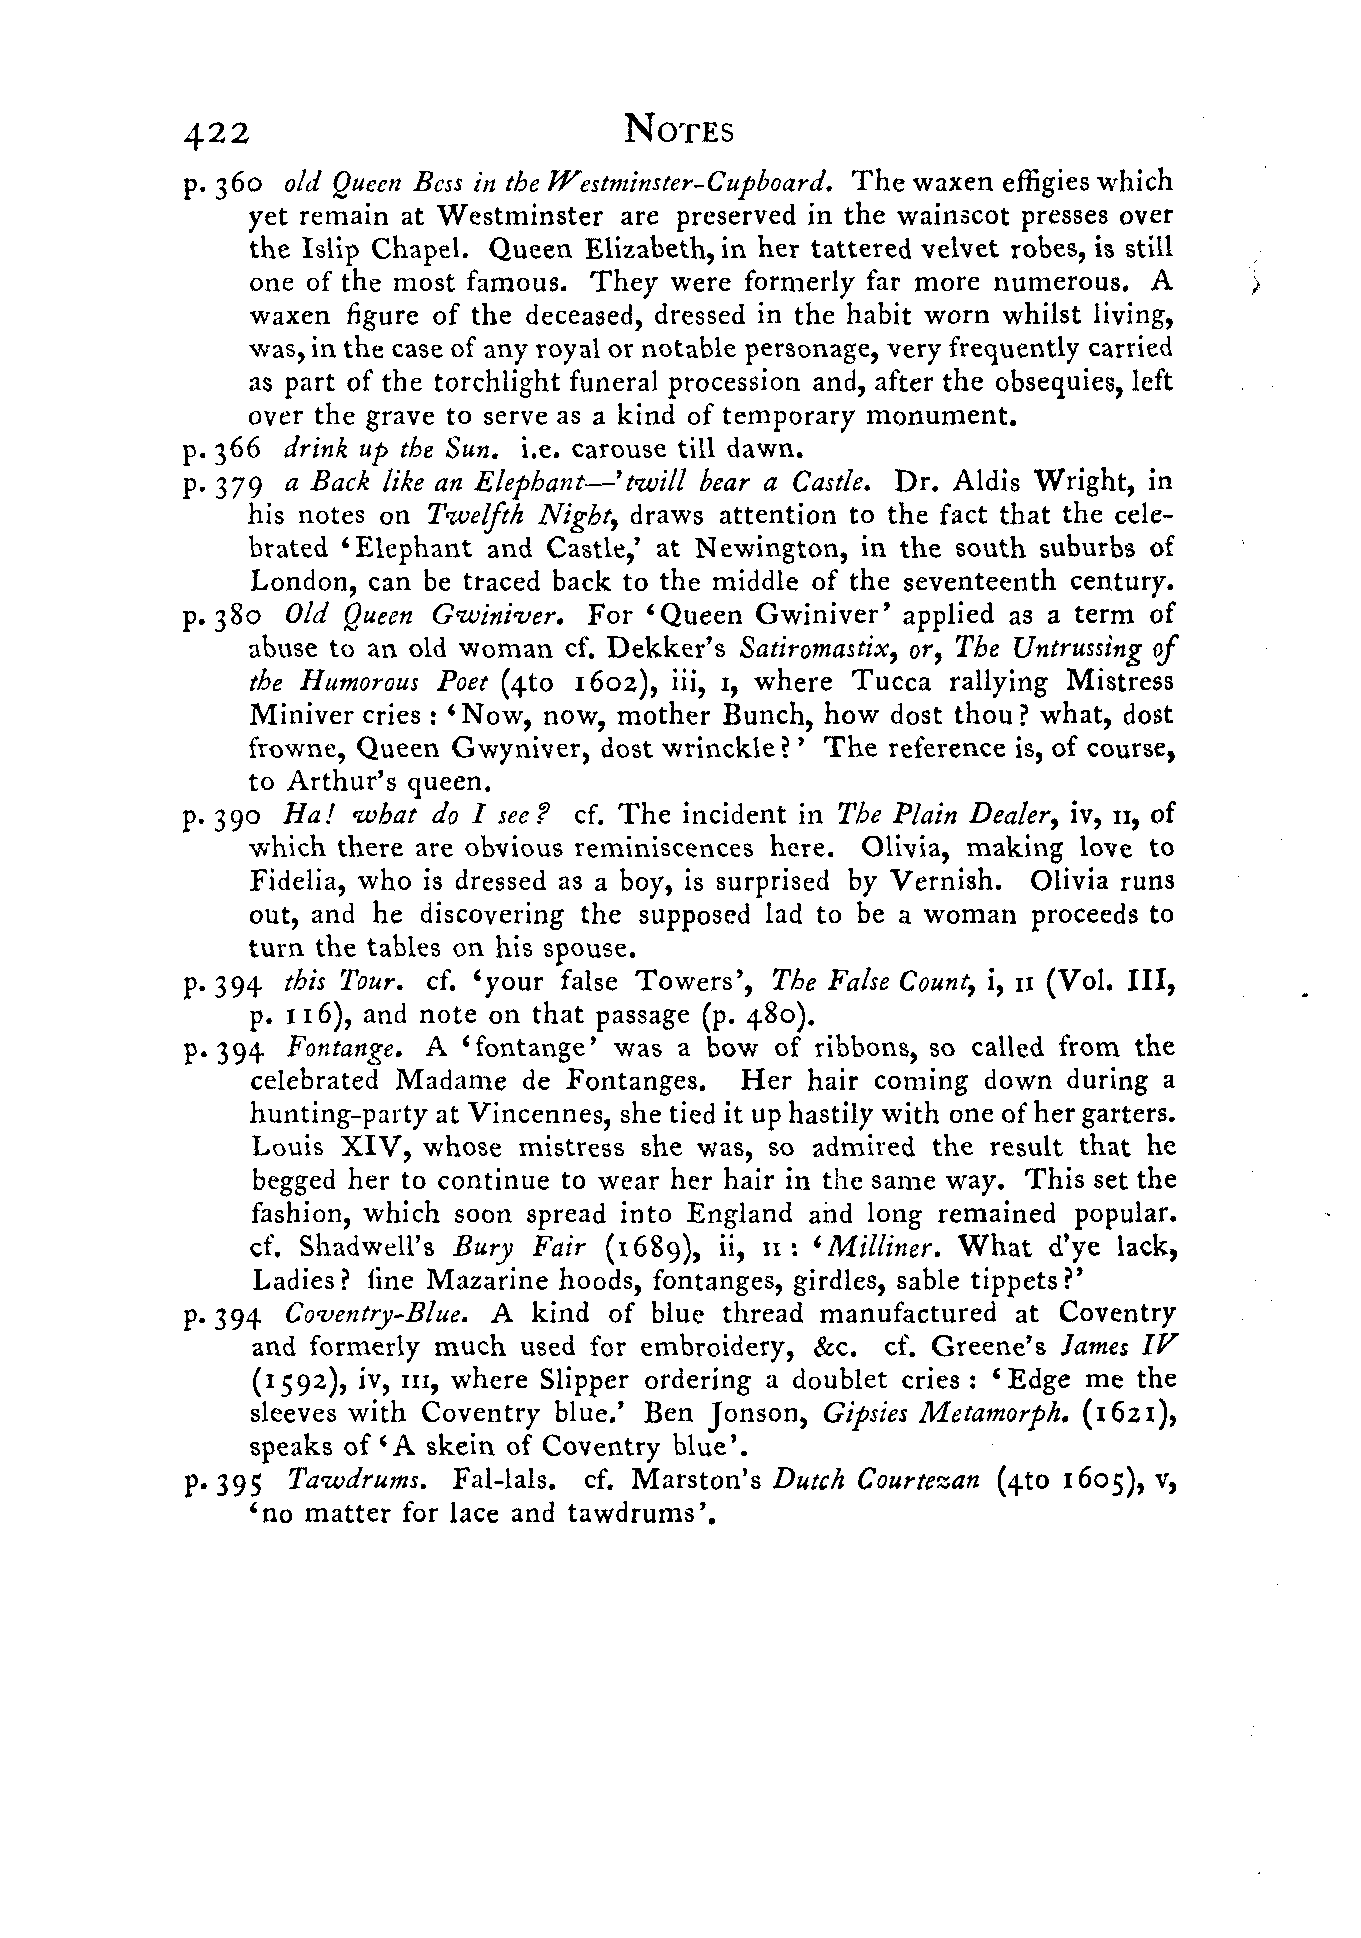 422 NOTES
p. 360 old Queen Bess in the Westminster-Cupboard. The waxen effigies which
yet remain at Westminster are preserved in the wainscot presses over
the Islip Chapel. Queen Elizabeth, in her tattered velvet robes, is still
one of the most famous. They were formerly far more numerous. A
waxen figure of the deceased, dressed in the habit worn whilst living,
was, in the case of any royal or notable personage, very frequently carried
as part of the torchlight funeral procession and, after the obsequies, left
over the grave to serve as a kind of temporary monument.
p. 366 drink up the Sun. i.e. carouse till dawn.
p. 379 a Back like an Elephant—'twill bear a Castle. Dr. Aldis Wright, in
his notes on Twelfth Night, draws attention to the fact that the cele-
brated ‘Elephant and Castle,’ at Newington, in the south suburbs of
London, can be traced back to the middle of the seventeenth century.
p. 380 Old Queen Gwiniver. For ‘Queen Gwiniver’ applied as a term of
abuse to an old woman cf. Dekker's Satiromastix, or, The Untrussing of
the Humorous Poet (4to 1602), iii, I, where Tucca rallying Mistress
Miniver cries : ‘Now, now, mother Bunch, how dost thou? what, dost
frowne, Queen Gwyniver, dost wrinckle?’ The reference is, of course,
to Arthur's queen.
p. 390 Ha! what do I see? cf. The incident in The Plain Dealer, iv, II, of
which there are obvious reminiscences here. Olivia, making love to
Fidelia, who is dressed as a boy, is surprised by Vernish. Olivia runs
out, and he discovering the supposed lad to be a woman proceeds to
turn the tables on his spouse.
p. 394 this Tour. cf. ‘your false Towers’, The False Count, i, II (Vol. III,
p. 116), and note on that passage (p. 480).
p. 394 Fontange. A ‘fontange’ was a bow of ribbons, so called from the
celebrated Madame de Fontanges. Her hair coming down during a
hunting-party at Vincennes, she tied it up hastily with one of her garters.
Louis XIV, whose mistress she was, so admired the result that he
begged her to continue to wear her hair in the same way. This set the
fashion, which soon spread into England and long remained popular.
cf. Shadwell's Bury Fair (1689), ii, II : ‘Milliner. What d'ye lack,
Ladies? fine Mazarine hoods, fontanges, girdles, sable tippets?’
p. 394 Coventry-Blue. A kind of blue thread manufactured at Coventry
and formerly much used for embroidery, &c. cf. Greene's James IV
(1592), iv, III, where Slipper ordering a doublet cries : ‘Edge me the
sleeves with Coventry blue.’ Ben Jonson, Gipsies Metamorph. (1621),
speaks of ‘A skein of Coventry blue’.
p. 395 Tawdrums. Fal-lals. cf. Marston's Dutch Courtezan (4to 1605), v,
‘no matter for lace and tawdrums’.